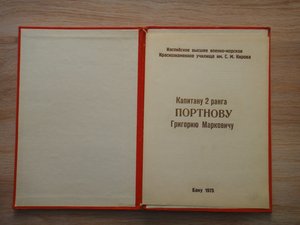 Каспийское высшее военно-морское
Краснознаменное училище им. С. М. Кирова
Капитану 2 ранга
ПОРТНОВУ
Григорию Марковичу
Баку 1975